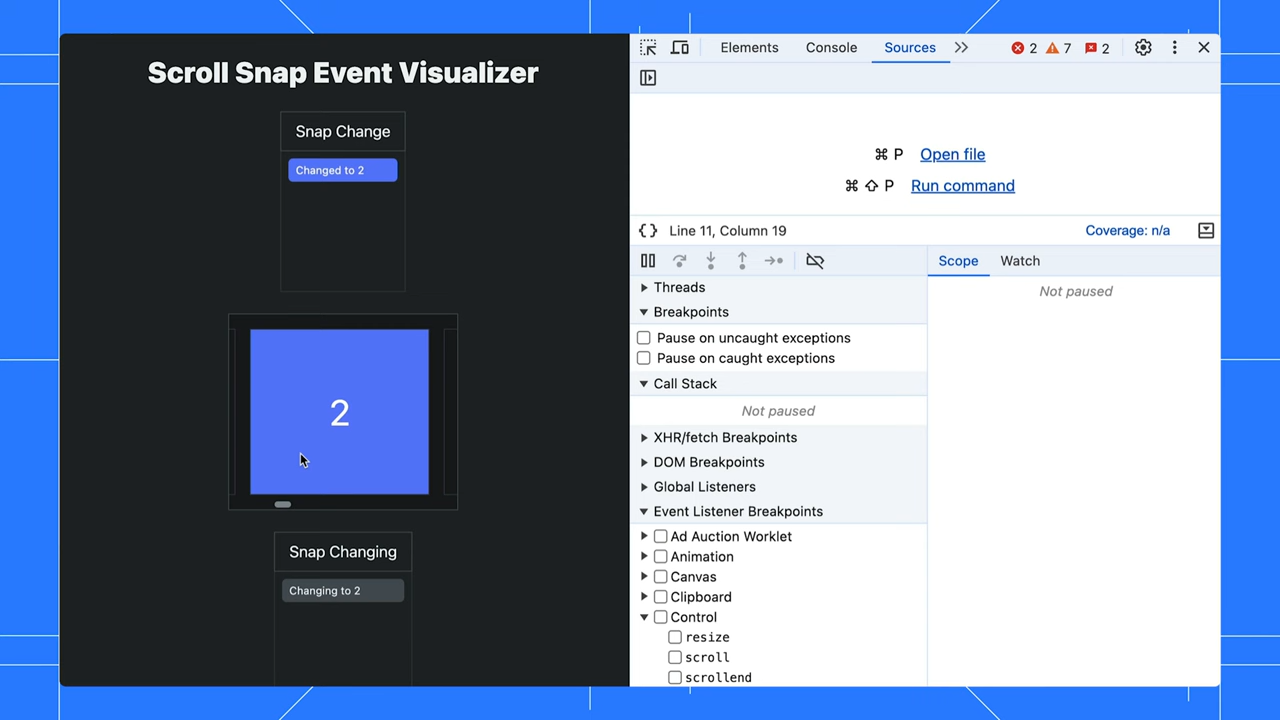 Scroll Snap Event Visualizer
Snap Change
Changed to 2
2
Snap Changing
Changing to 2
Elements Console Sources 2 7 2
⌘ P Open file
⌘ ⇧ P Run command
{} Line 11, Column 19 Coverage: n/a
Scope Watch
Not paused
Threads
Breakpoints
Pause on uncaught exceptions
Pause on caught exceptions
Call Stack
Not paused
XHR/fetch Breakpoints
DOM Breakpoints
Global Listeners
Event Listener Breakpoints
Ad Auction Worklet
Animation
Canvas
Clipboard
Control
resize
scroll
scrollend